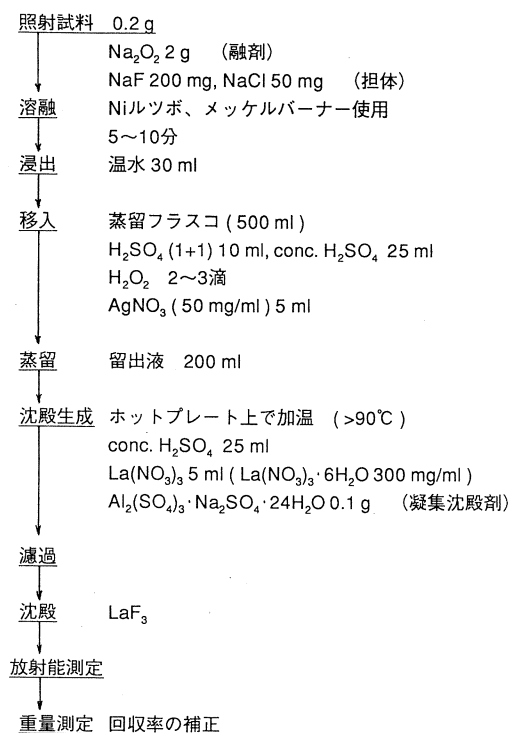 照射試料 0.2 g
Na₂O₂ 2 g (融剤)
NaF 200 mg, NaCl 50 mg (担体)
溶融 Niルツボ、メッケルバーナー使用
5～10分
浸出 温水 30 ml
移入 蒸留フラスコ ( 500 ml )
H₂SO₄ (1+1) 10 ml, conc. H₂SO₄ 25 ml
H₂O₂ 2～3滴
AgNO₃ ( 50 mg/ml ) 5 ml
蒸留 留出液 200 ml
沈殿生成 ホットプレート上で加温 ( >90℃ )
conc. H₂SO₄ 25 ml
La(NO₃)₃ 5 ml ( La(NO₃)₃·6H₂O 300 mg/ml )
Al₂(SO₄)₃·Na₂SO₄·24H₂O 0.1 g (凝集沈殿剤)
濾過
沈殿 LaF₃
放射能測定
重量測定 回収率の補正